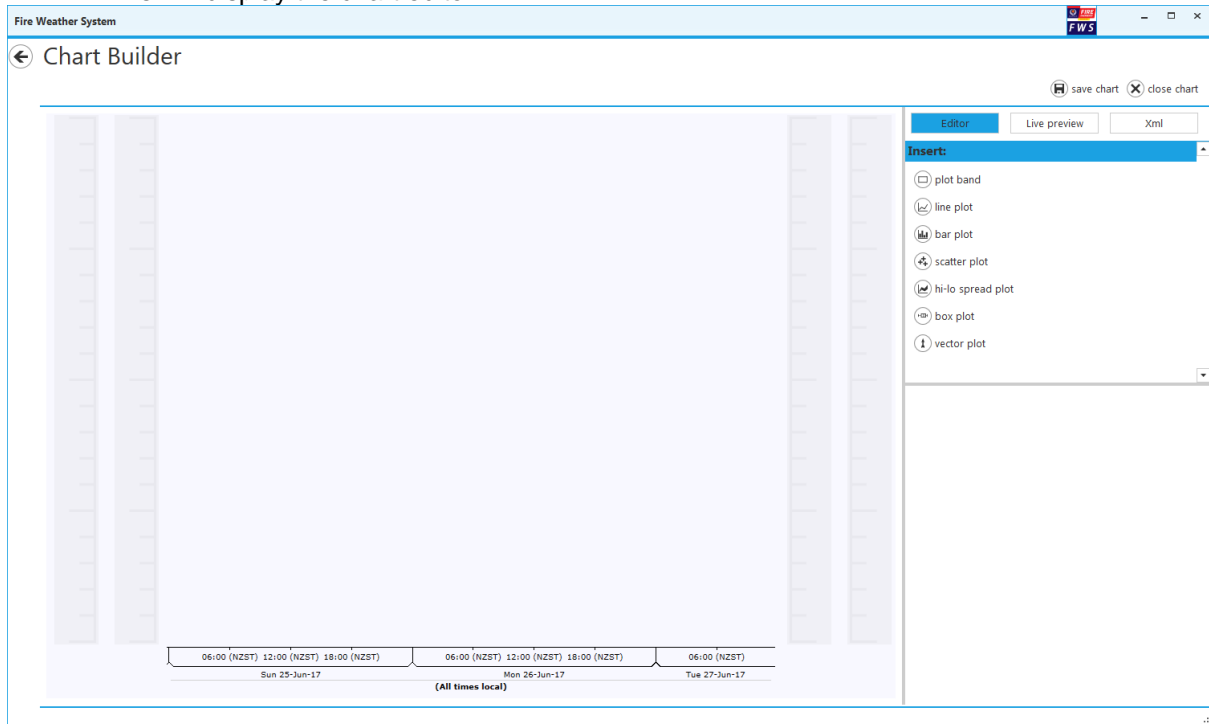 Fire Weather System
FIRE
FWS
Chart Builder
save chart
close chart
Editor
Live preview
Xml
Insert:
plot band
line plot
bar plot
scatter plot
hi-lo spread plot
box plot
vector plot
06:00 (NZST) 12:00 (NZST) 18:00 (NZST) 06:00 (NZST) 12:00 (NZST) 18:00 (NZST) 06:00 (NZST)
Sun 25-Jun-17 Mon 26-Jun-17 Tue 27-Jun-17
(All times local)